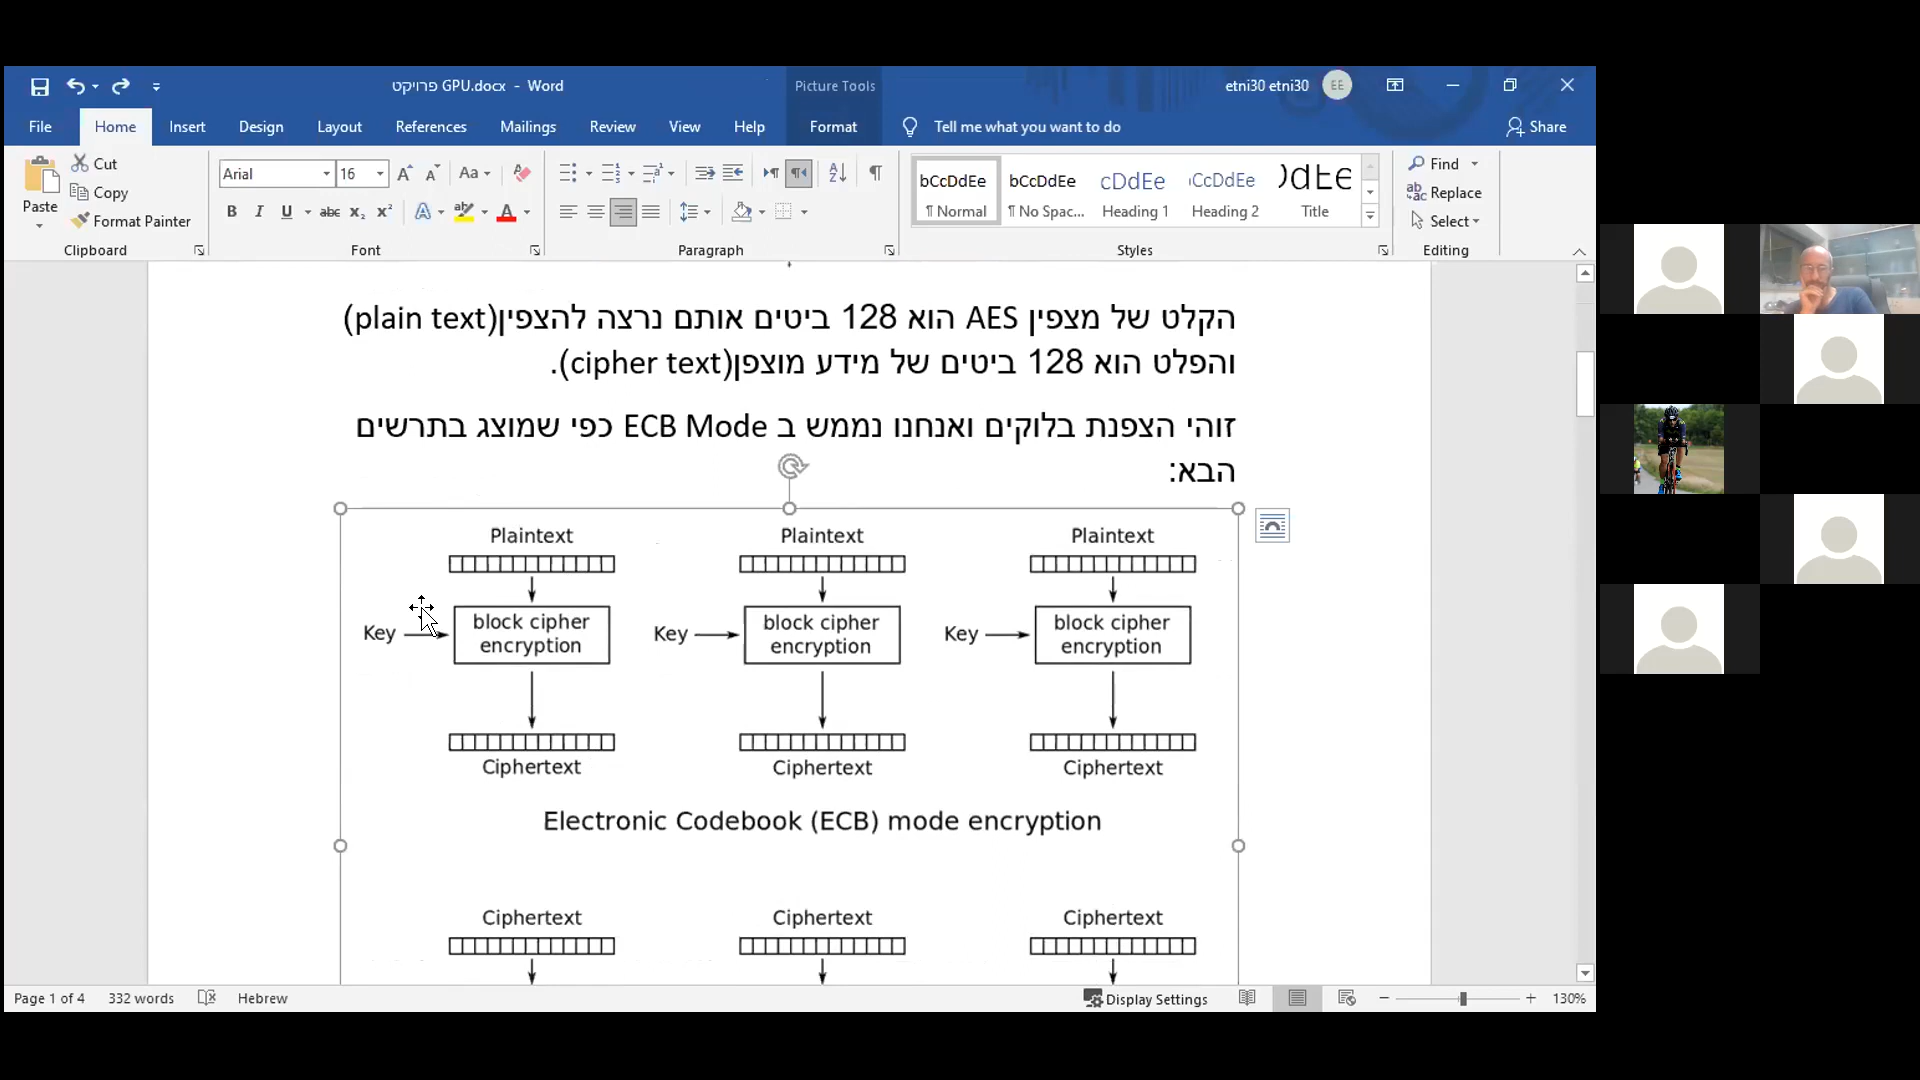 פרויקט GPU.docx - Word
Picture Tools
etni30 etni30
EE
File
Home
Insert
Design
Layout
References
Mailings
Review
View
Help
Format
Tell me what you want to do
Share
Paste
Cut
Copy
Format Painter
Clipboard
Arial
16
Font
Paragraph
bCcDdEe
¶ Normal
bCcDdEe
¶ No Spac...
cDdEe
Heading 1
cCcDdEe
Heading 2
Title
Styles
Find
Replace
Select
Editing
הקלט של מצפין AES הוא 128 ביטים אותם נרצה להצפין(plain text)
והפלט הוא 128 ביטים של מידע מוצפן(cipher text).
זוהי הצפנת בלוקים ואנחנו נממש ב ECB Mode כפי שמוצג בתרשים
הבא:
Plaintext Plaintext Plaintext
Key block cipher encryption Key block cipher encryption Key block cipher encryption
Ciphertext Ciphertext Ciphertext
Electronic Codebook (ECB) mode encryption
Ciphertext Ciphertext Ciphertext
Page 1 of 4
332 words
Hebrew
Display Settings
130%